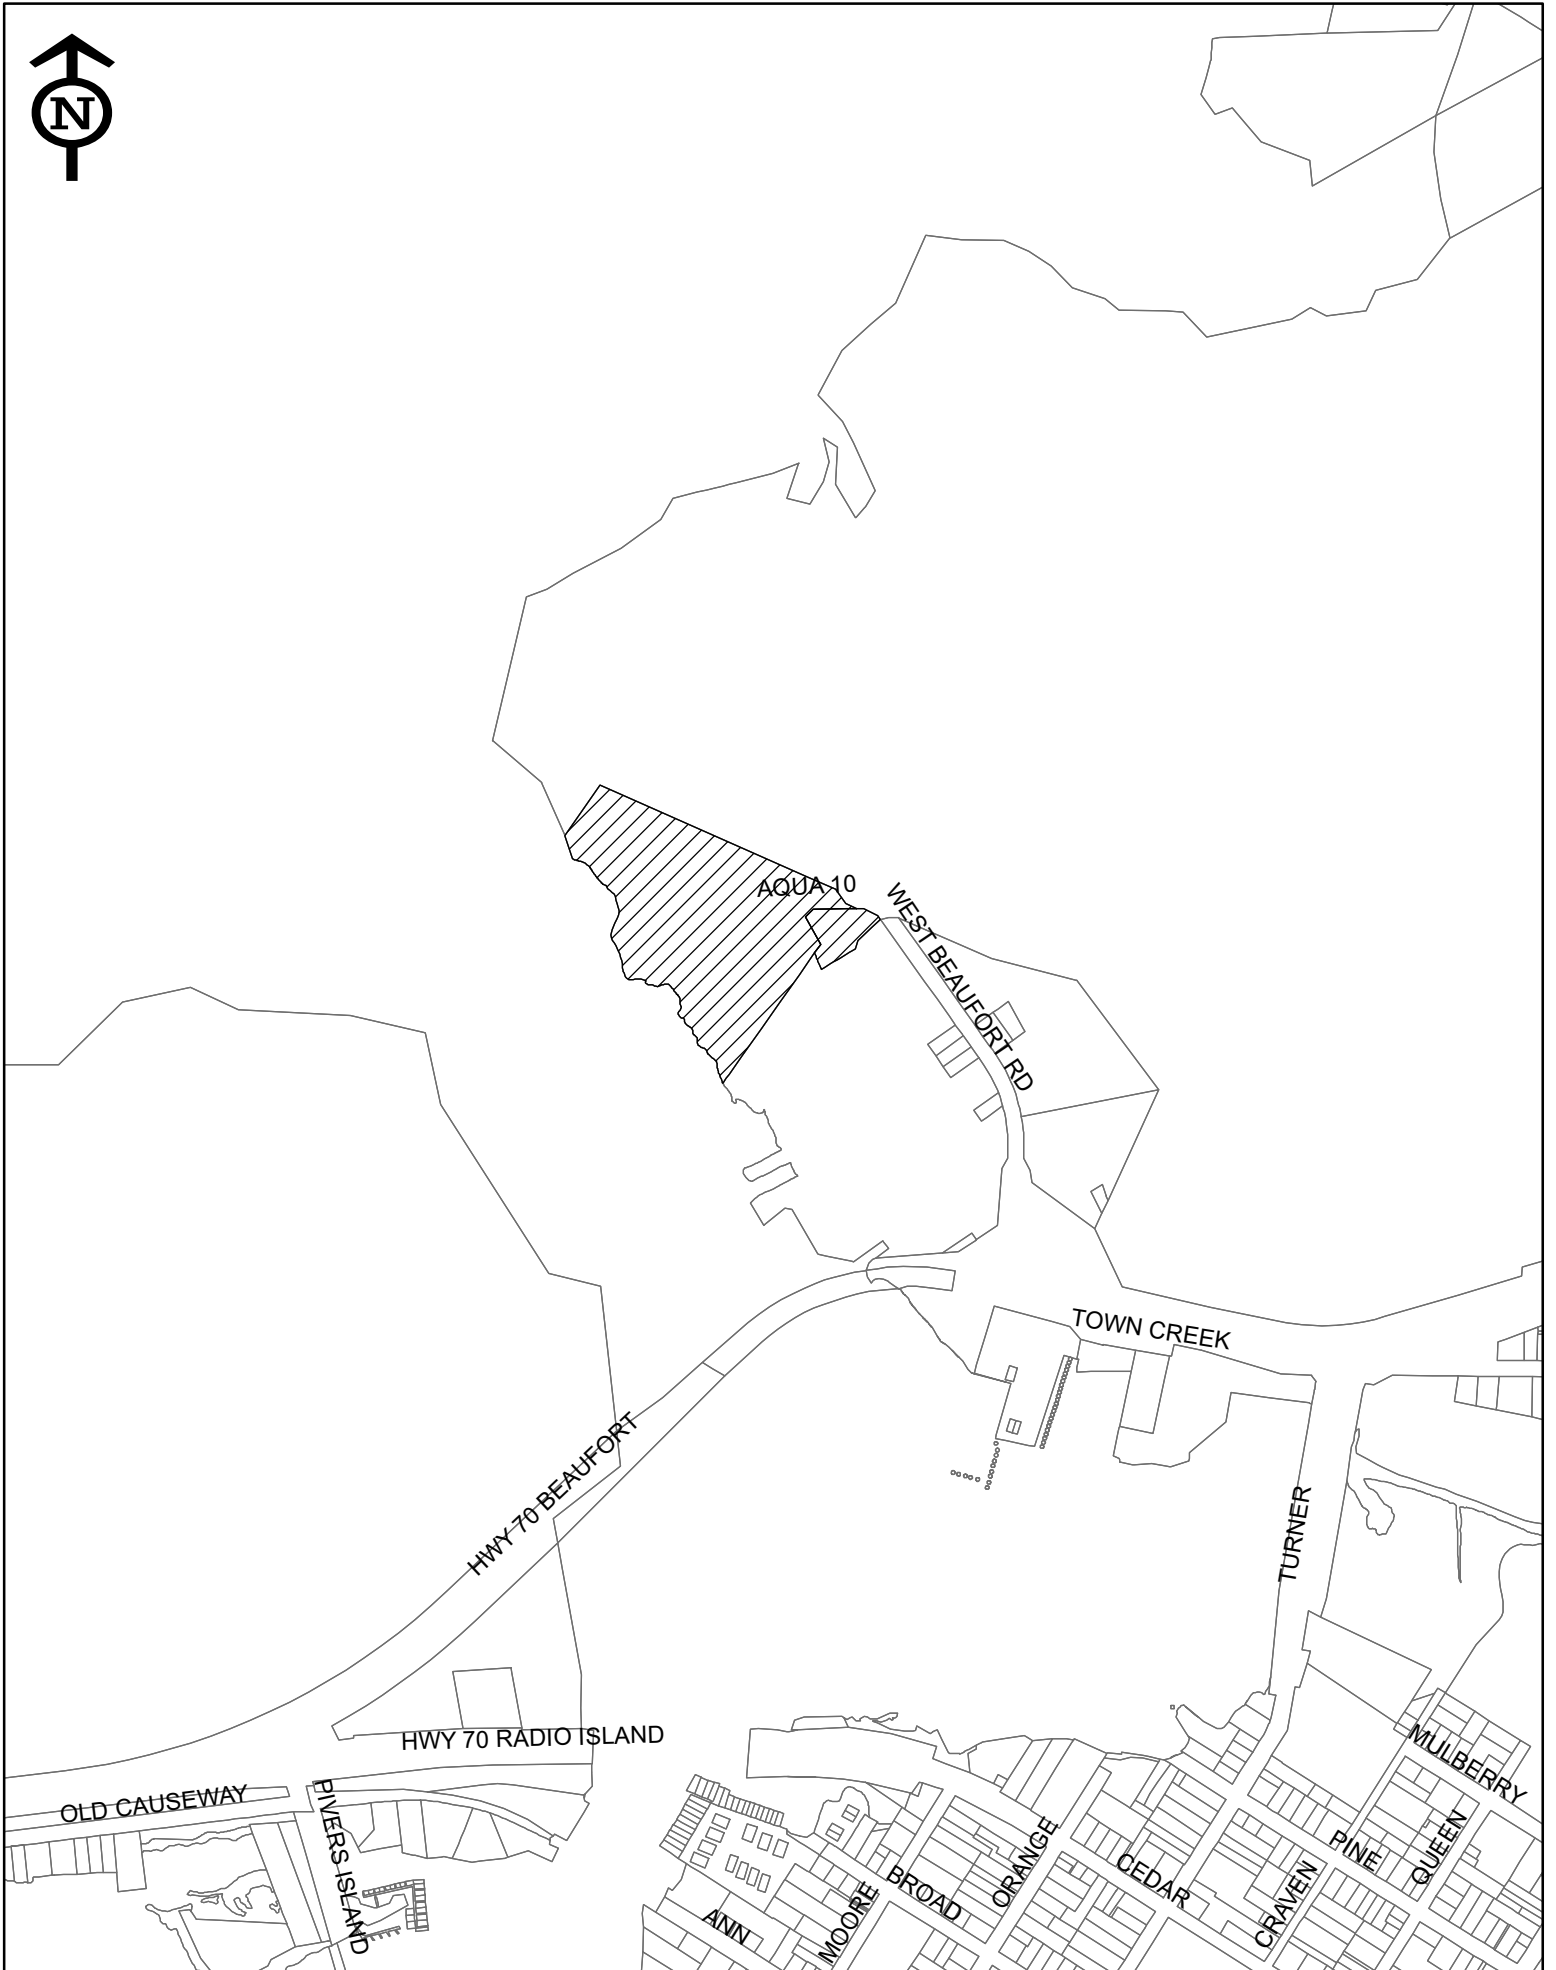 N
AQUA 10
WEST BEAUFORT RD
TOWN CREEK
HWY 70 BEAUFORT
TURNER
HWY 70 RADIO ISLAND
MULBERRY
OLD CAUSEWAY
PIVERS ISLAND
ORANGE
PINE
QUEEN
CEDAR
BROAD
CRAVEN
MOORE
ANN